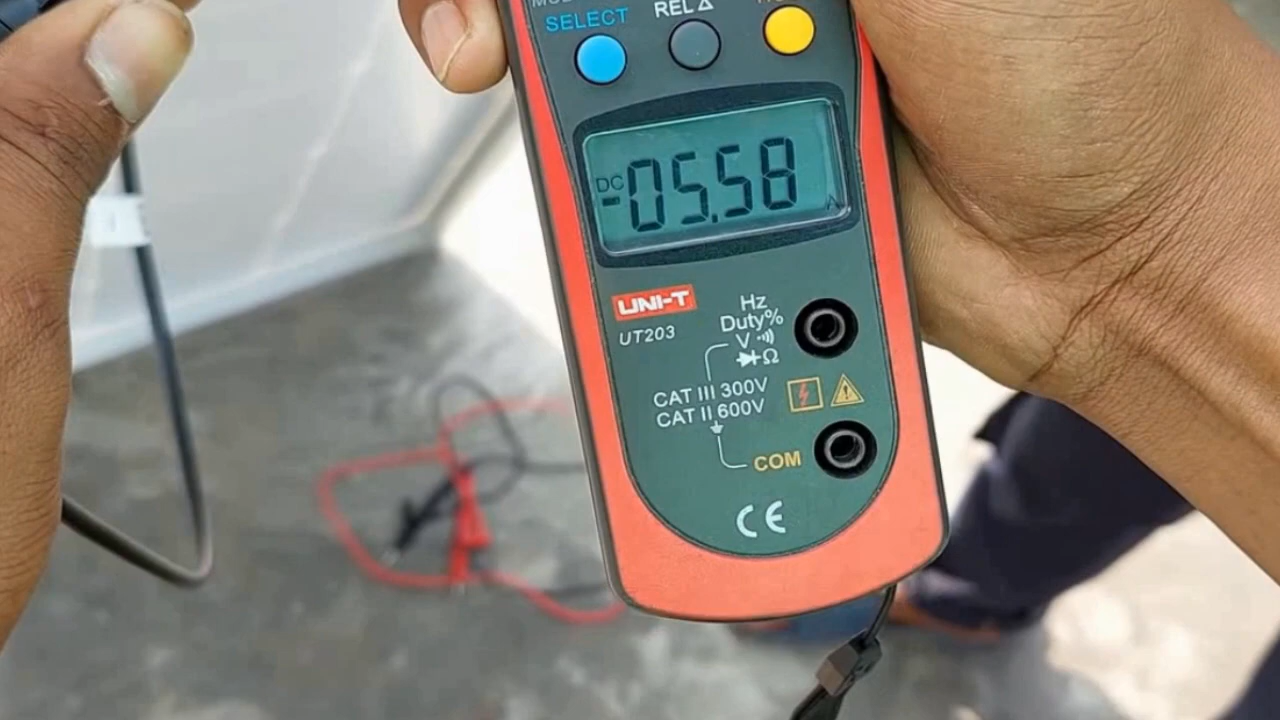 SELECT
REL Δ
DC
-05.58
A
UNI-T
UT203
Hz
Duty%
V
Ω
CAT III 300V
CAT II 600V
COM
CE